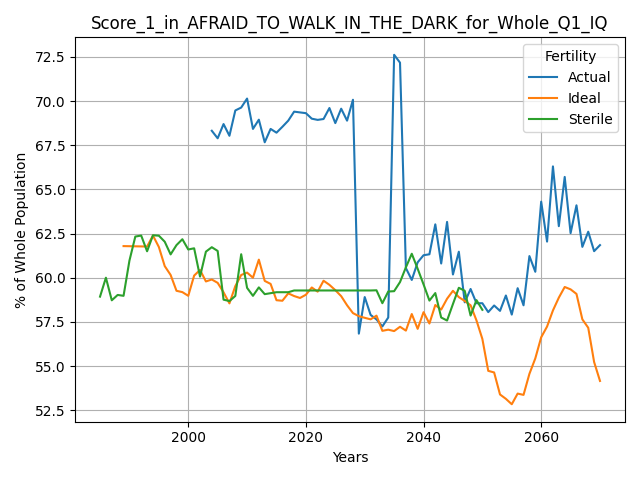 Score_1_in_AFRAID_TO_WALK_IN_THE_DARK_for_Whole_Q1_IQ
Fertility
Actual
Ideal
Sterile
% of Whole Population
72.5
70.0
67.5
65.0
62.5
60.0
57.5
55.0
52.5
2000
2020
2040
2060
Years